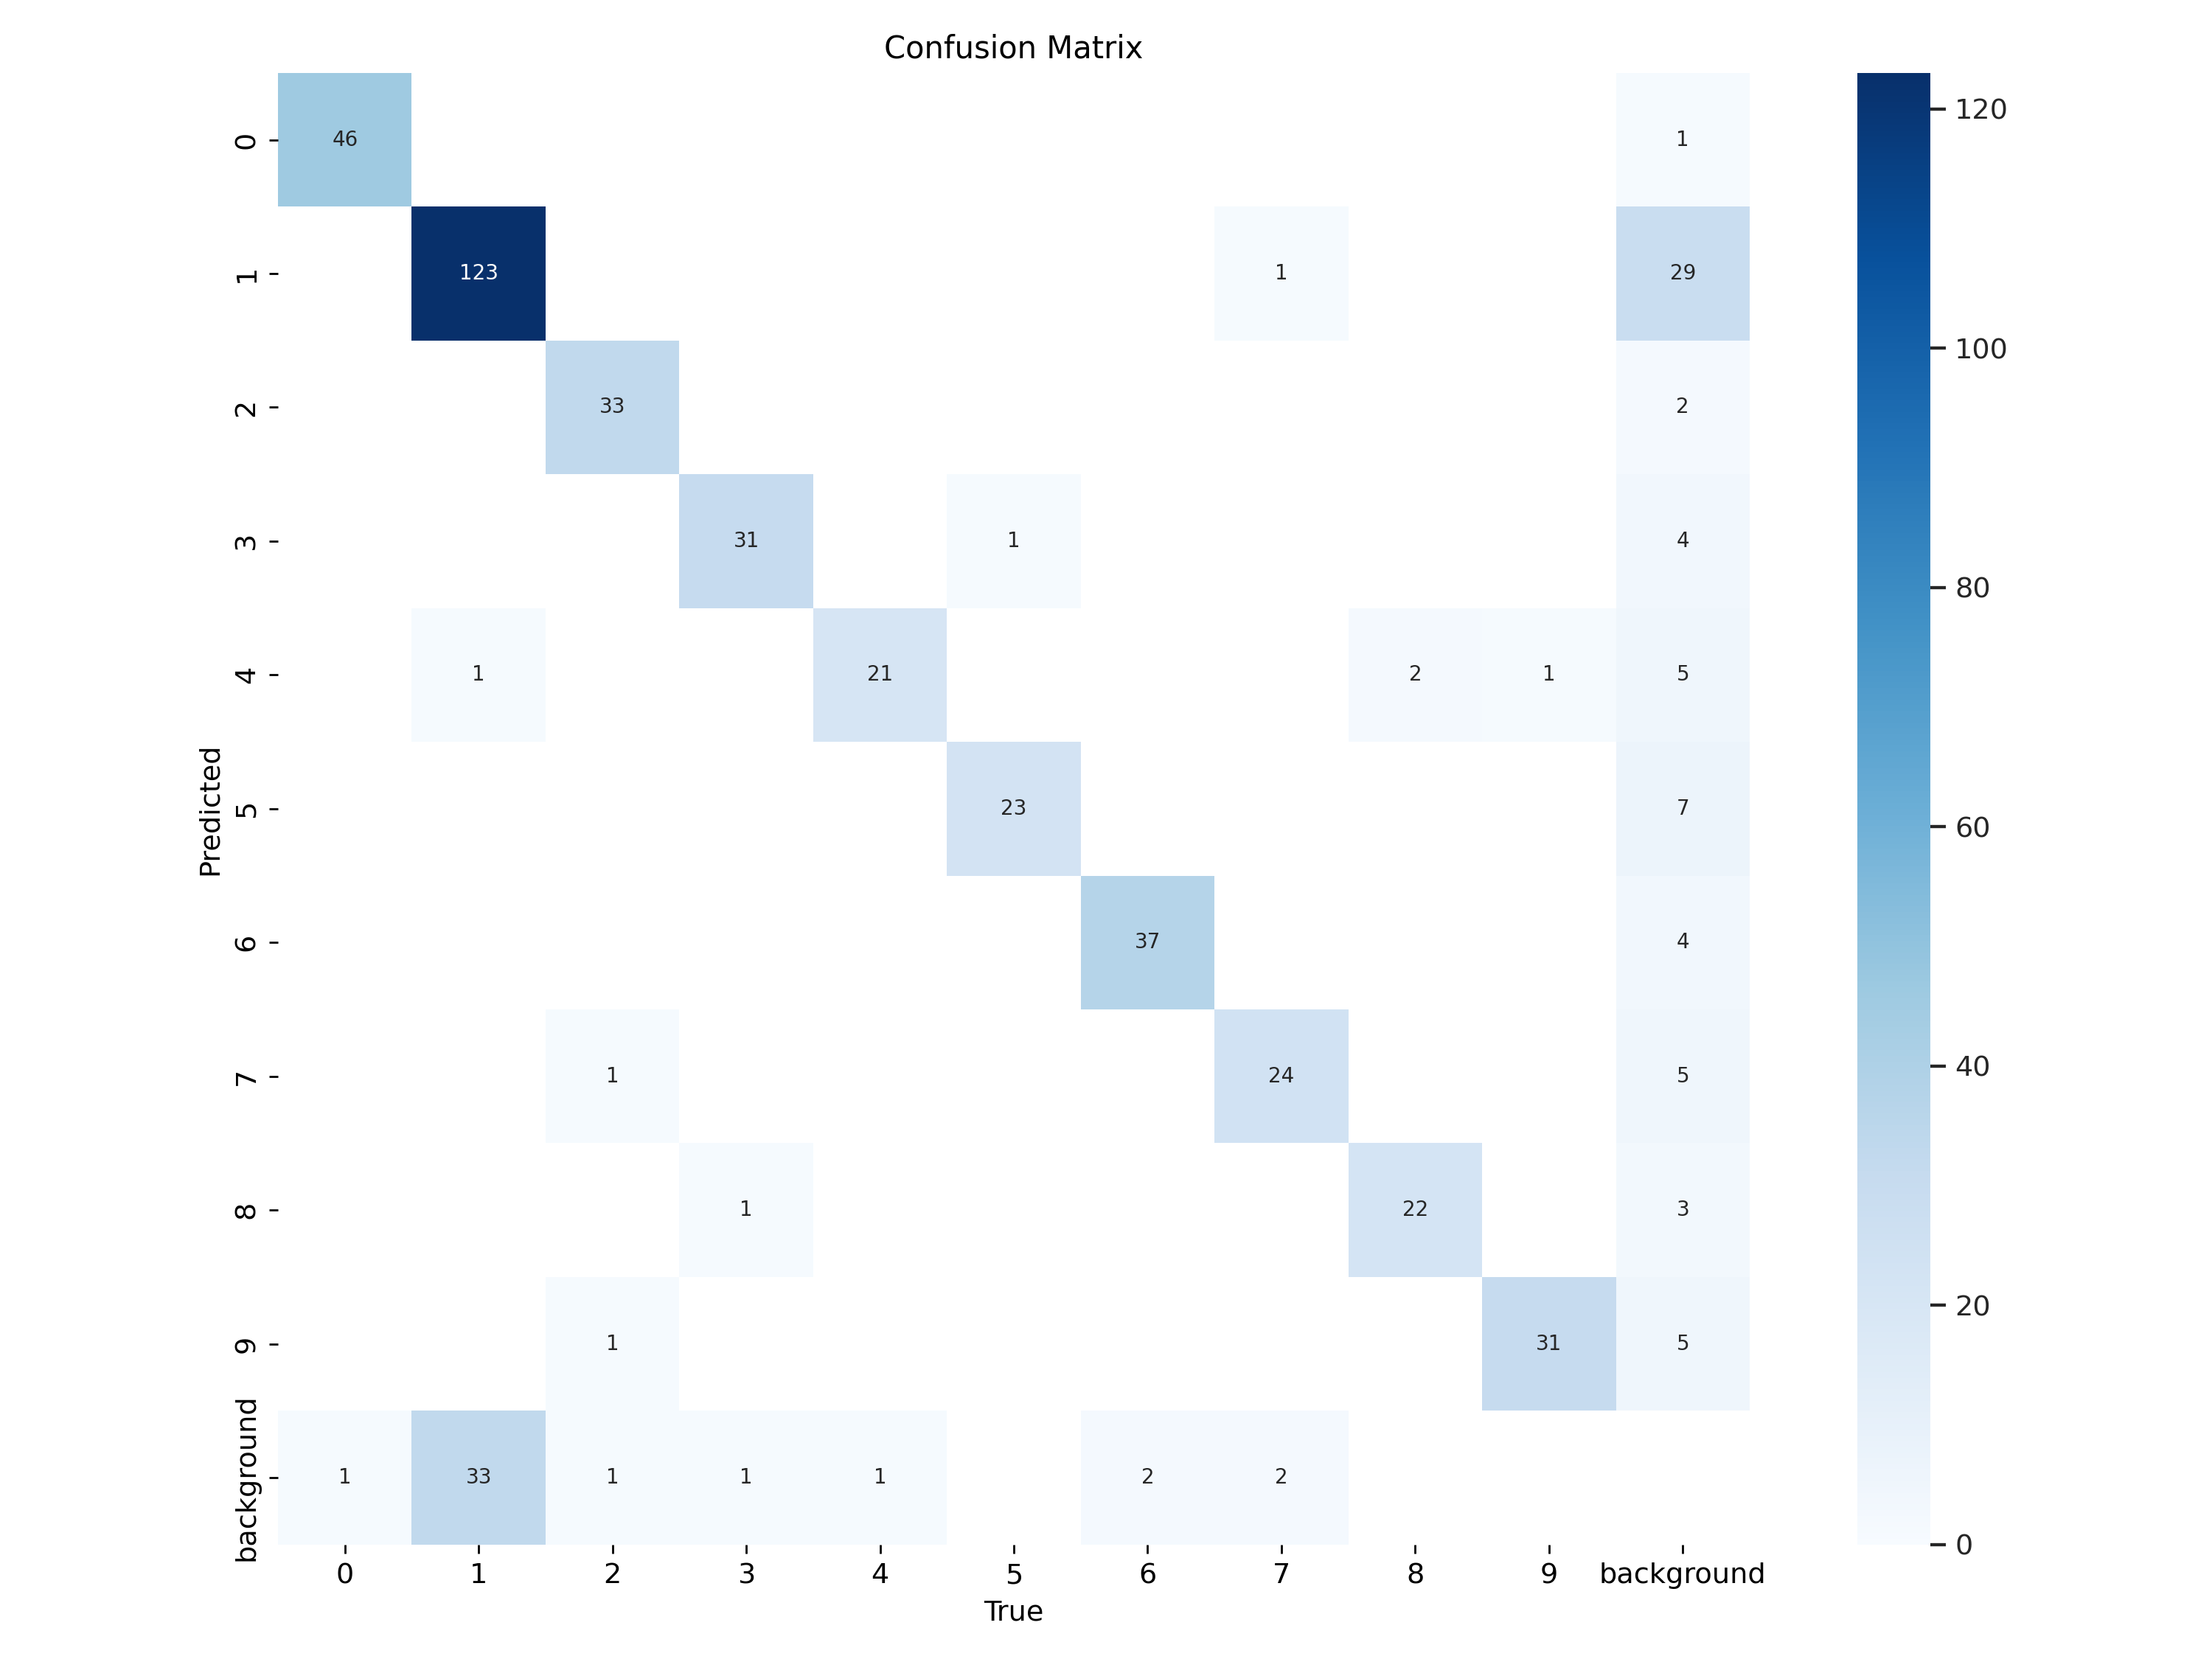 Confusion Matrix
0 46 1
1 123 1 29
2 33 2
3 31 1 4
4 1 21 2 1 5
5 23 7
6 37 4
7 1 24 5
8 1 22 3
9 1 31 5
background 1 33 1 1 1 2 2
0 1 2 3 4 5 6 7 8 9 background
True
Predicted
120
100
80
60
40
20
0